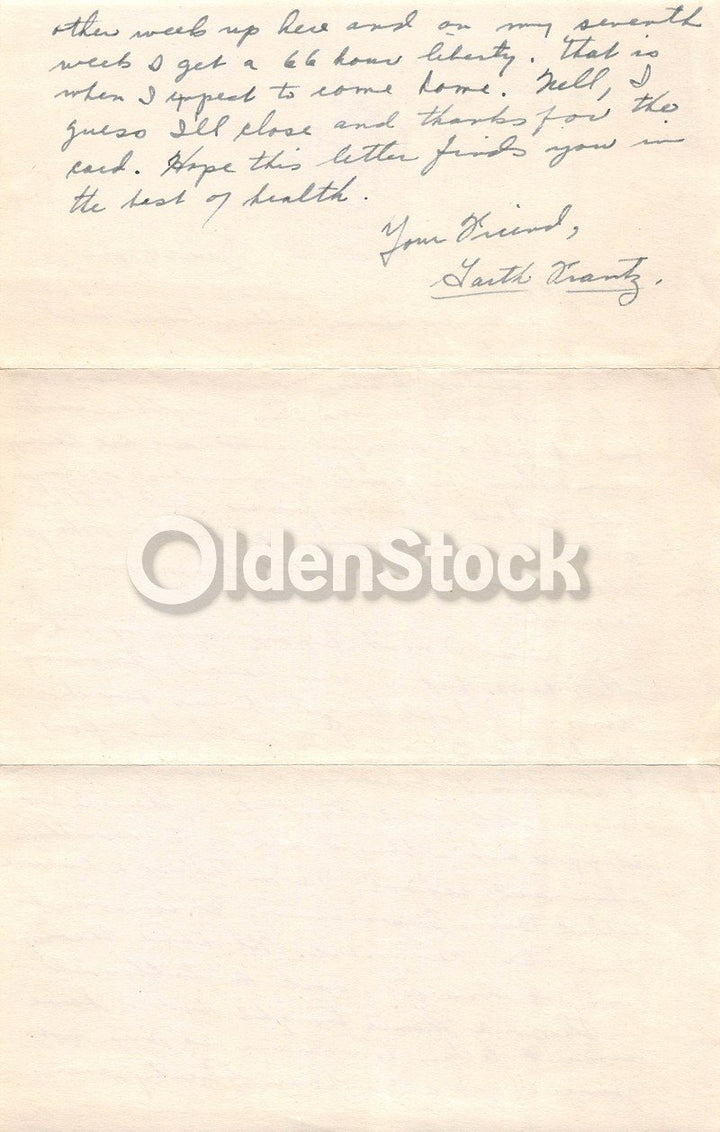 other week up here and on my seventh
week I get a 66 hour liberty. That is
when I expect to come home. Well, I
guess I'll close and thanks for the
card. Hope this letter finds you in
the best of health.
Your Friend,
Frantz.
OldenStock